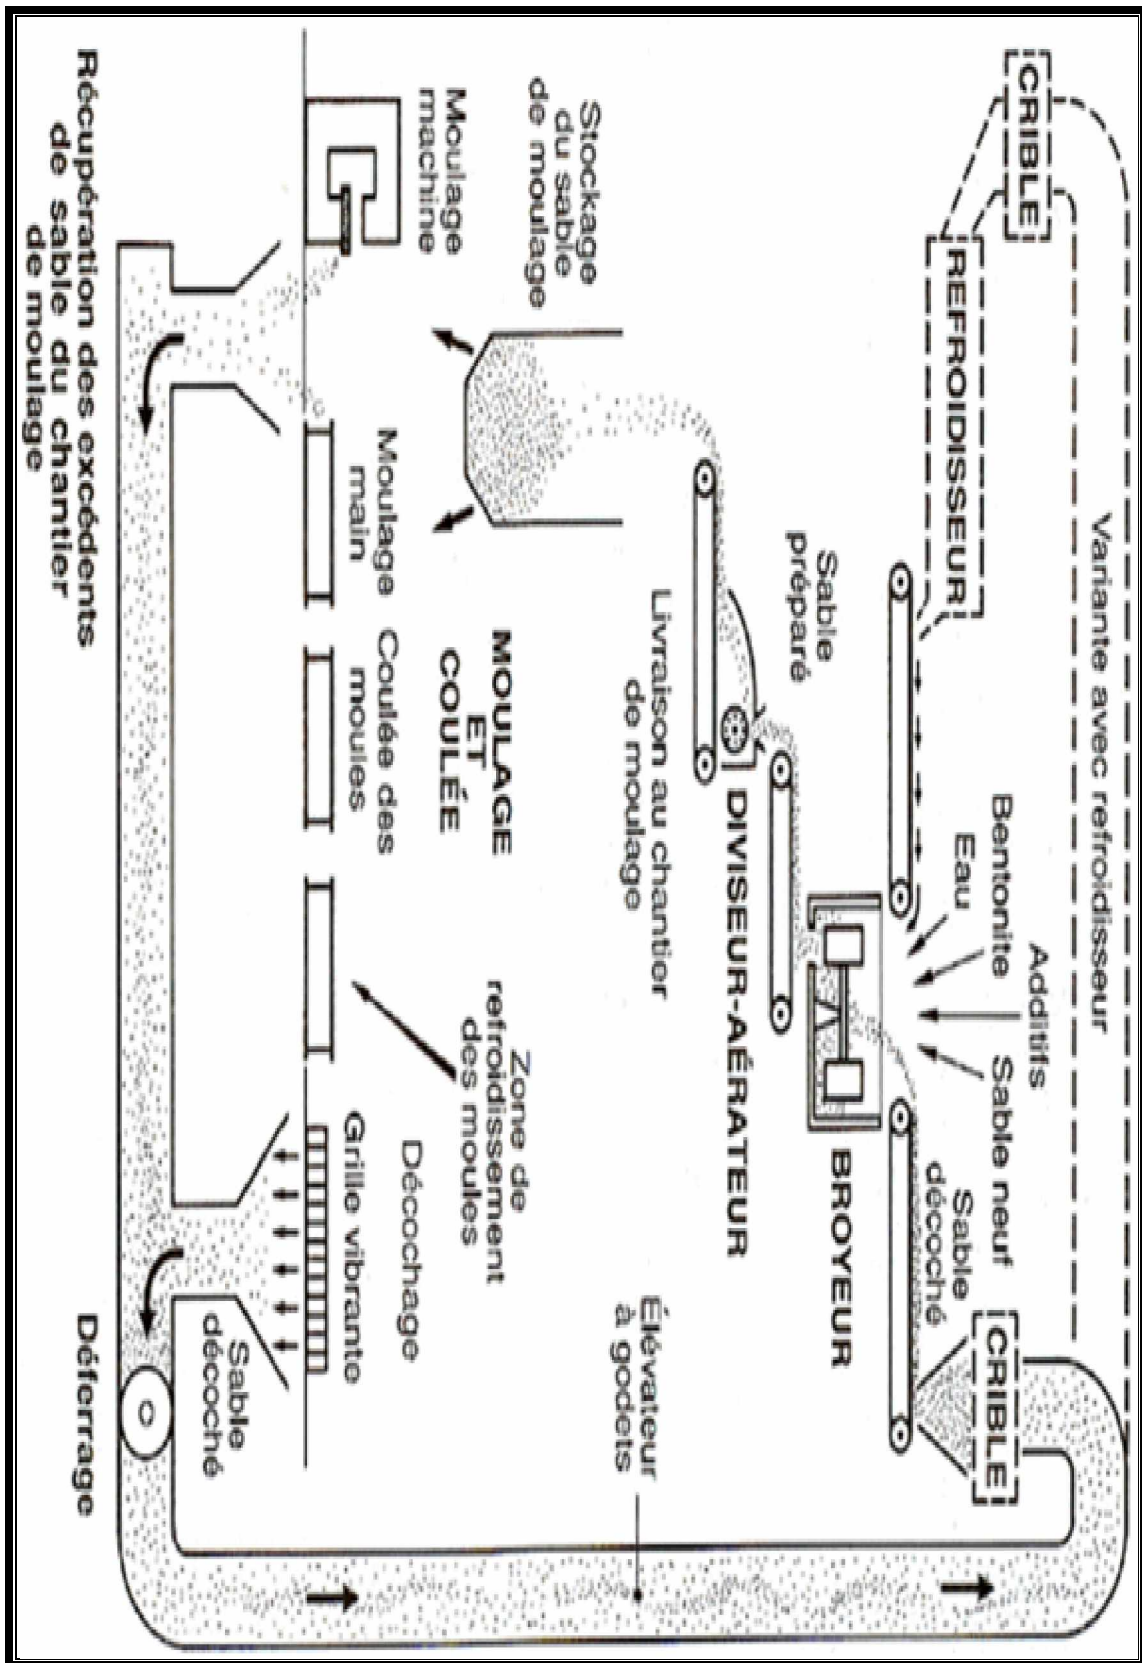 Variante avec refroidisseur
CRIBLE
REFROIDISSEUR
Additifs
Bentonite
Sable neuf
Eau
Sable
décoché
CRIBLE
BROYEUR
Sable
préparé
DIVISEUR-AÉRATEUR
Livraison au chantier
de moulage
Élévateur
à godets
Stockage
du sable
de moulage
MOULAGE
ET
COULÉE
Zone de
refroidissement
des moules
Moulage
machine
Moulage
main
Coulée des
moules
Décochage
Grille vibrante
Sable
décoché
Récupération des excédents
de sable du chantier
de moulage
Déferrage